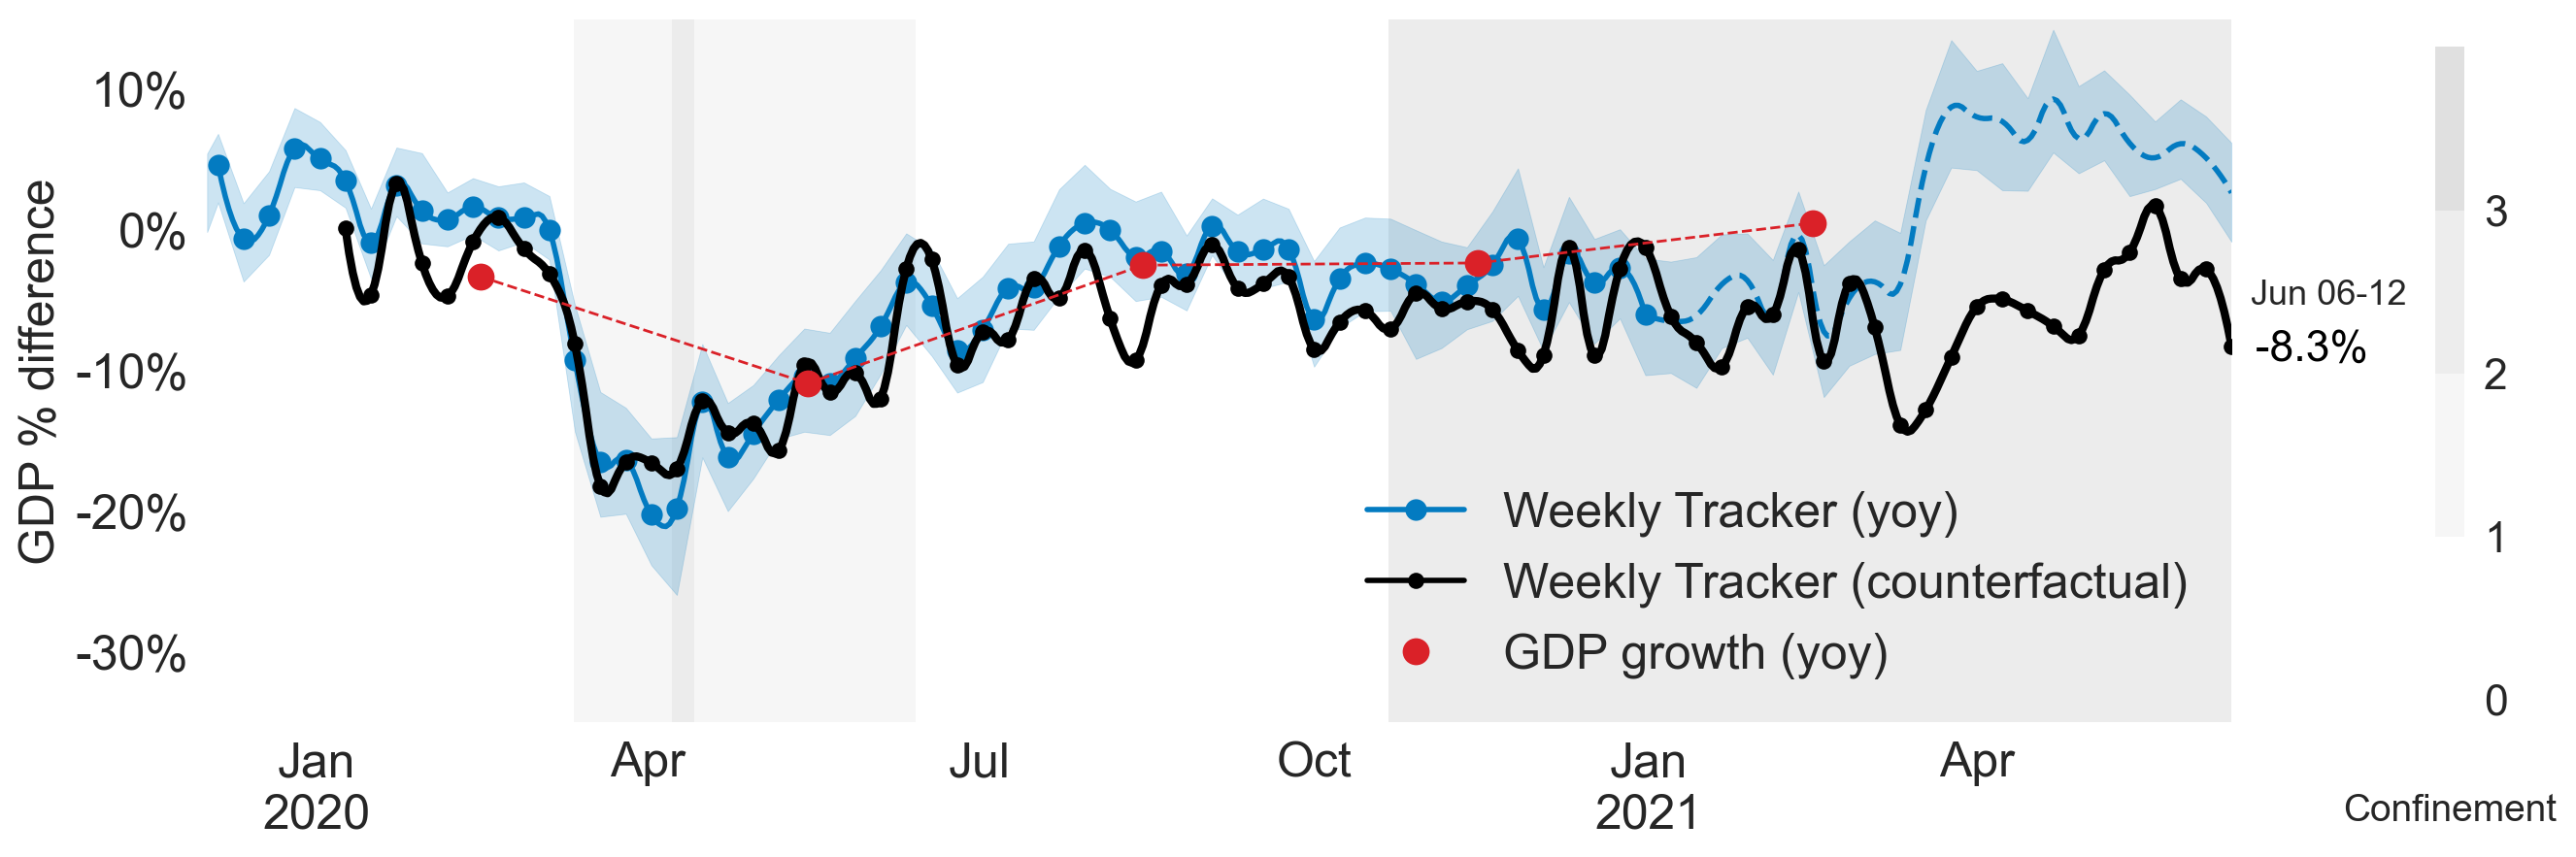 GDP % difference
10%
0%
-10%
-20%
-30%
Jan
2020
Apr
Jul
Oct
Jan
2021
Apr
Weekly Tracker (yoy)
Weekly Tracker (counterfactual)
GDP growth (yoy)
Jun 06-12
-8.3%
3
2
1
0
Confinement